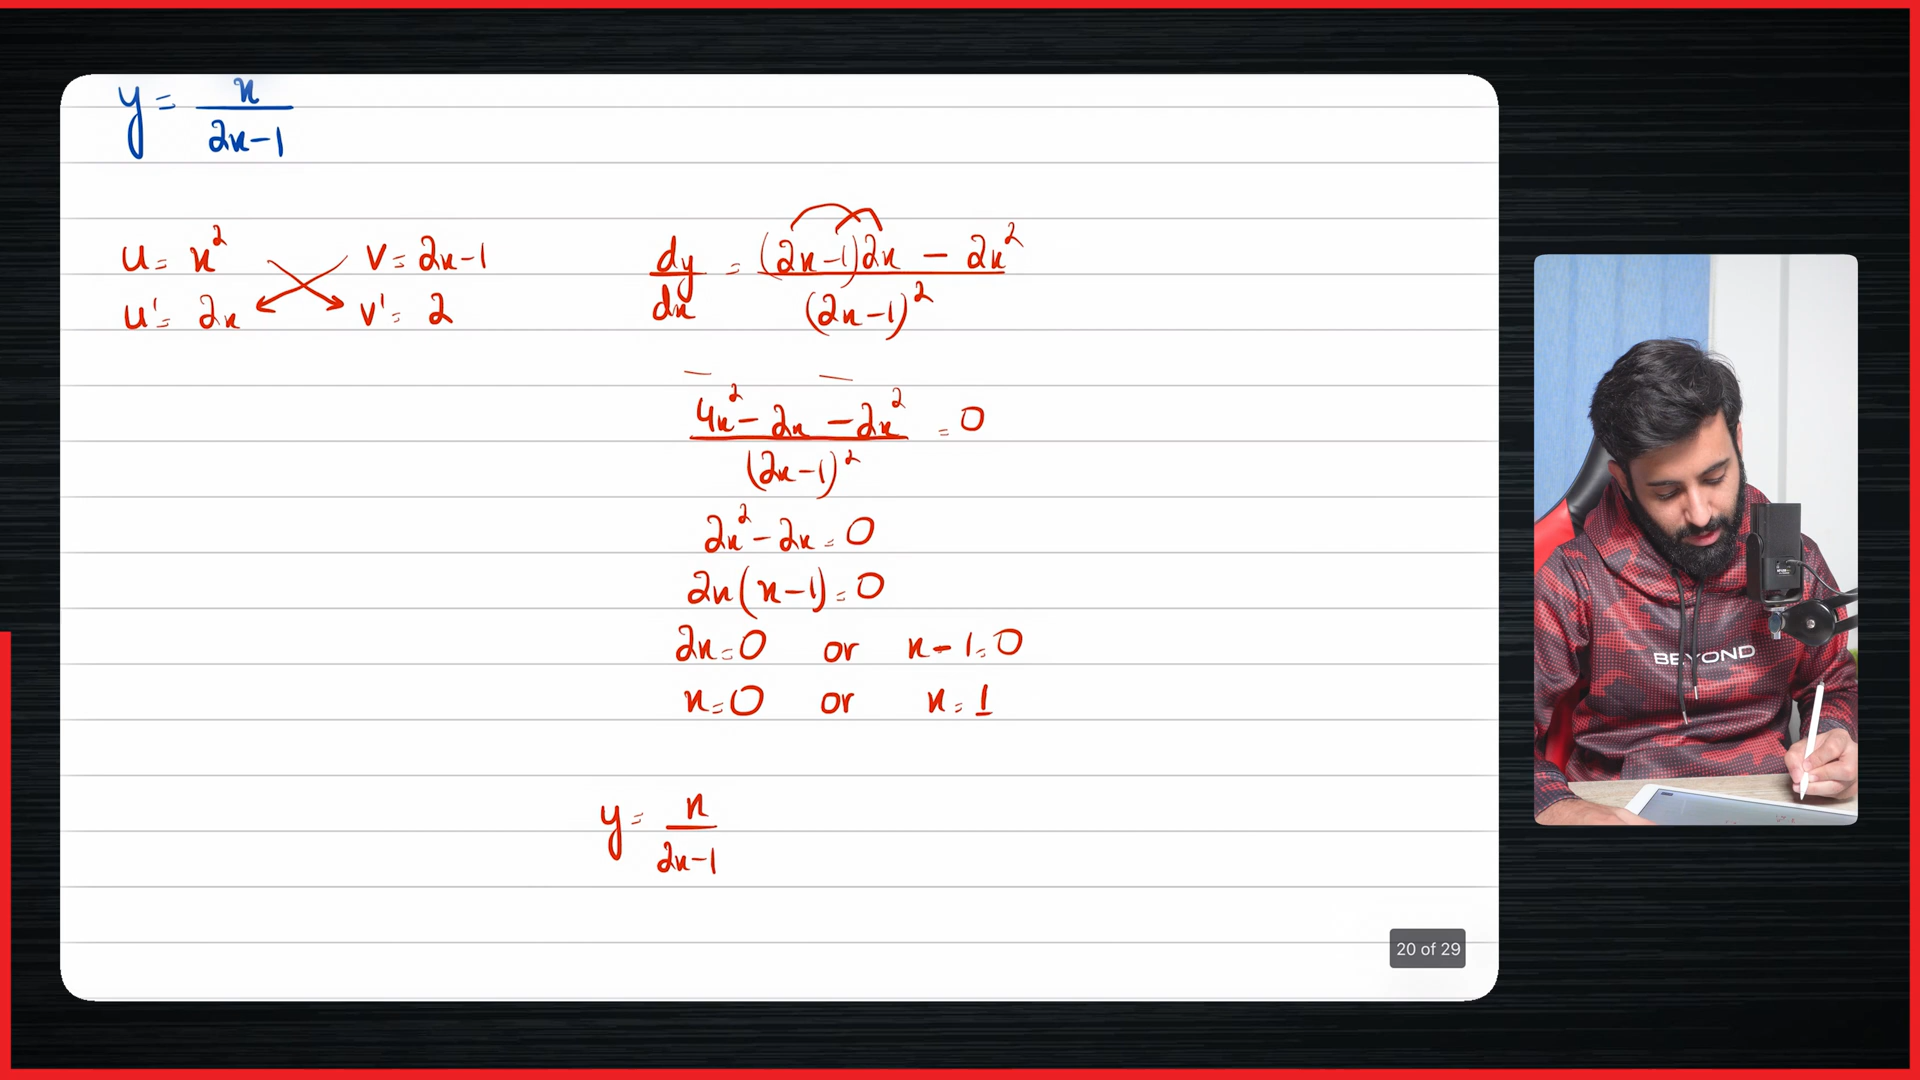 y = x / 2x-1
u = x² v = 2x-1
u' = 2x v' = 2
dy/dx = (2x-1)2x - 2x² / (2x-1)²
4x² - 2x - 2x² / (2x-1)² = 0
2x² - 2x = 0
2x(x-1) = 0
2x = 0 or x-1 = 0
x = 0 or x = 1
y = x / 2x-1
20 of 29
BEYOND